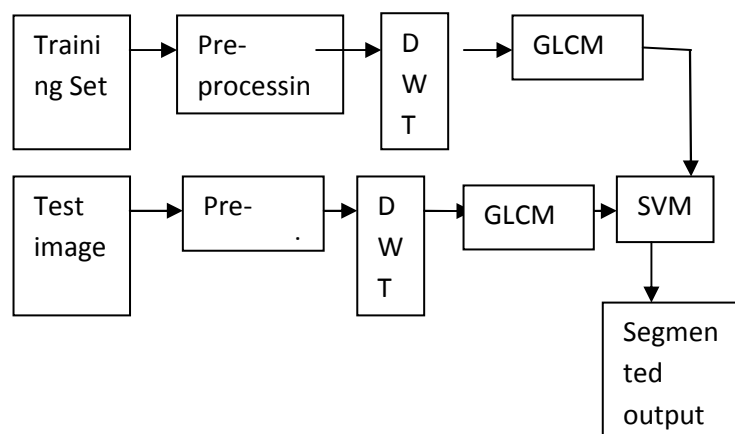 Traini
ng Set
Pre-
processin
D
W
T
GLCM
Test
image
Pre-
.
D
W
T
GLCM
SVM
Segmen
ted
output